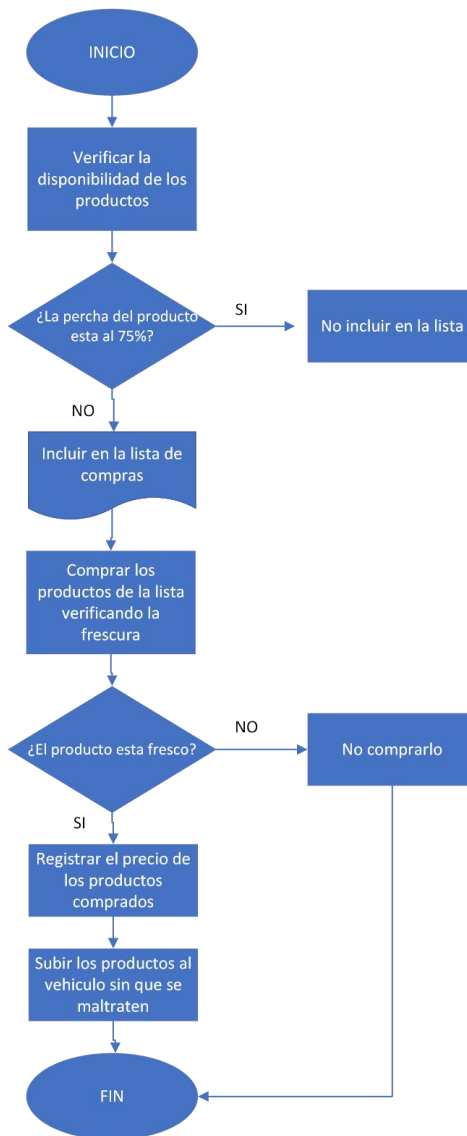 INICIO
Verificar la
disponibilidad de los
productos
¿La percha del producto
esta al 75%?
SI
No incluir en la lista
NO
Incluir en la lista de
compras
Comprar los
productos de la lista
verificando la
frescura
¿El producto esta fresco?
NO
No comprarlo
SI
Registrar el precio de
los productos
comprados
Subir los productos al
vehiculo sin que se
maltraten
FIN